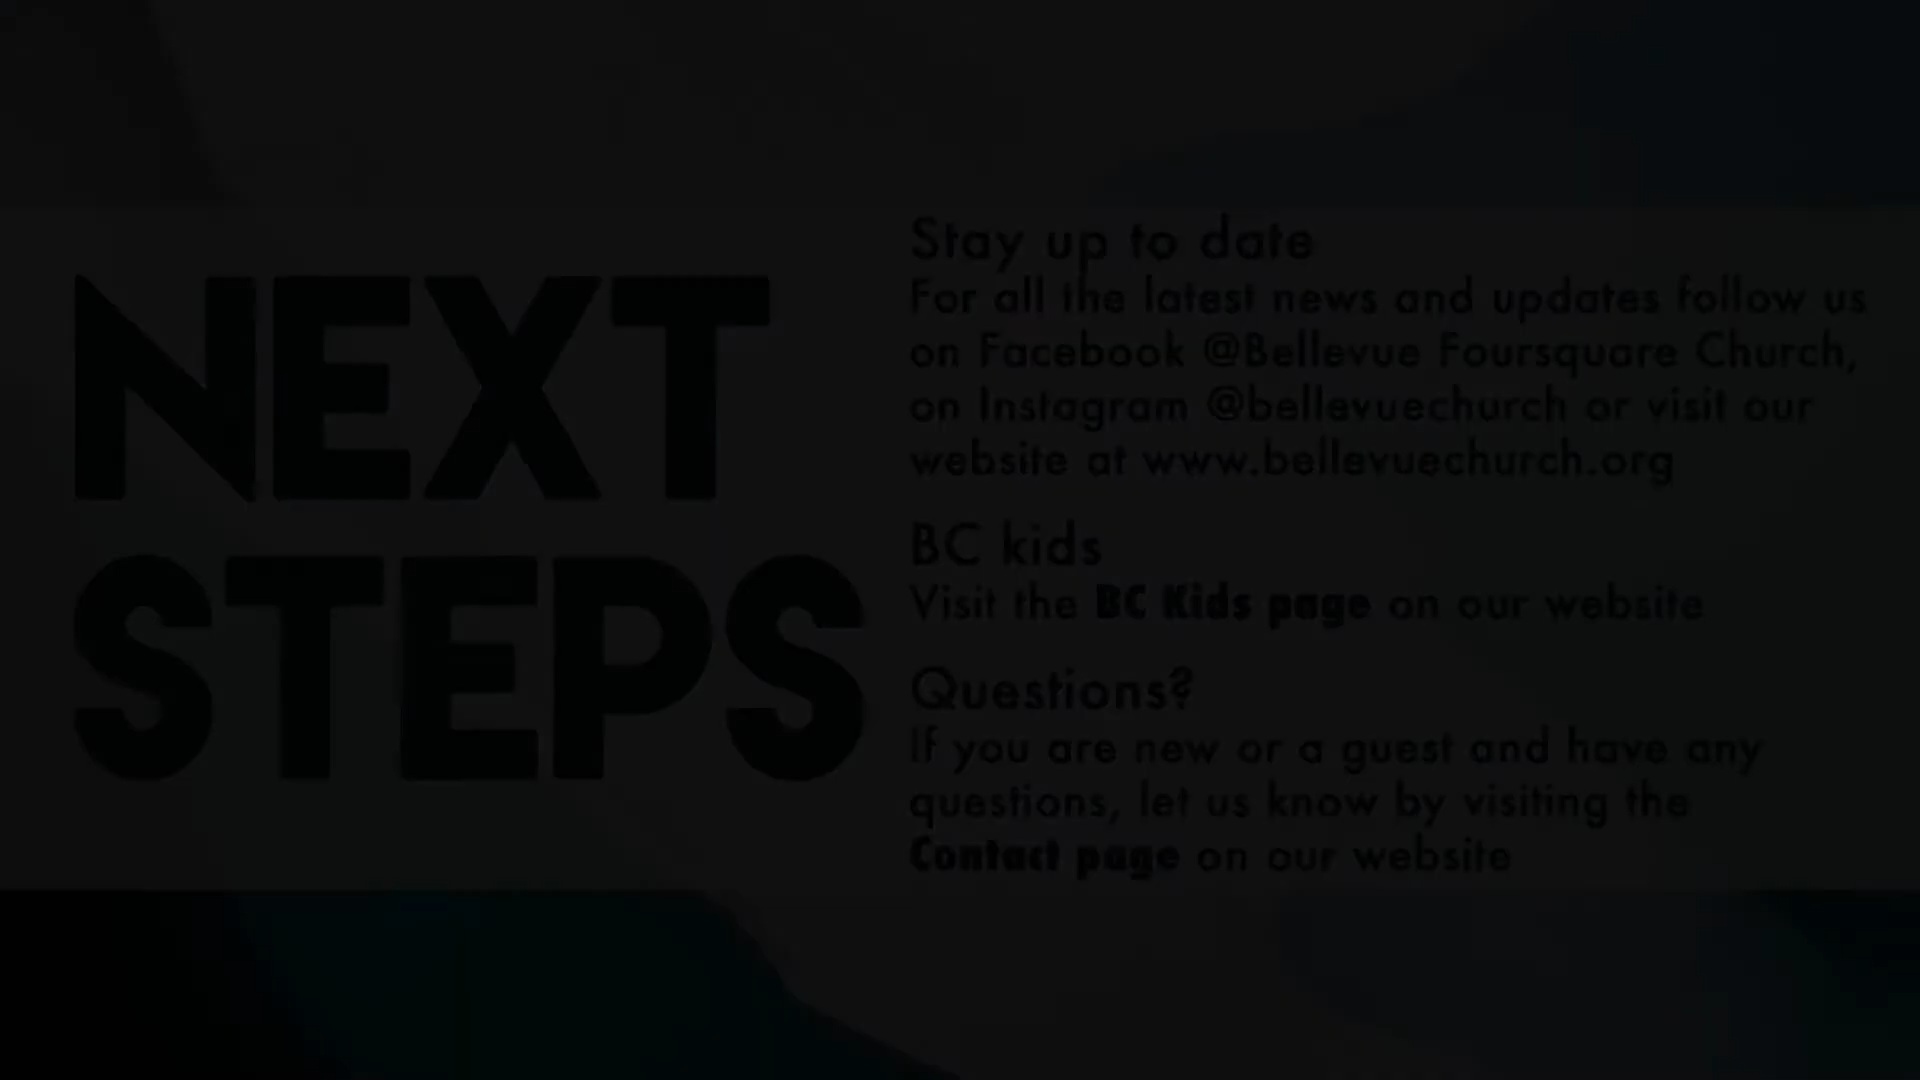 NEXT
STEPS
Stay up to date
For all the latest news and updates follow us
on Facebook @Bellevue Foursquare Church,
on Instagram @bellevuechurch or visit our
website at www.bellevuechurch.org
BC kids
Visit the BC Kids page on our website
Questions?
If you are new or a guest and have any
questions, let us know by visiting the
Contact page on our website